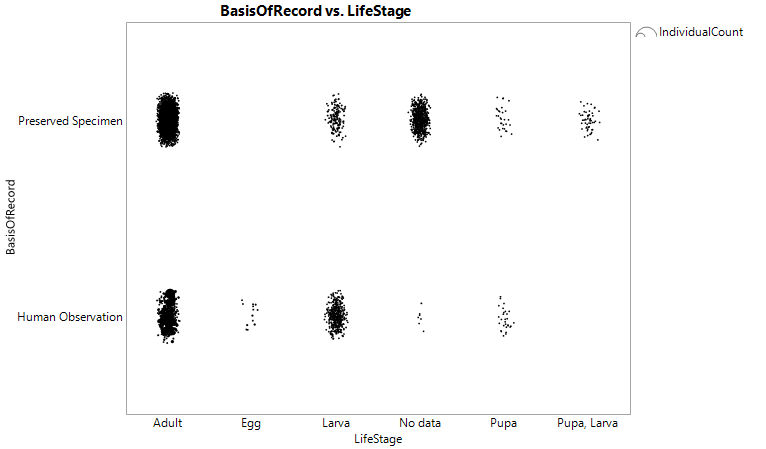 BasisOfRecord vs. LifeStage
IndividualCount
Preserved Specimen
Human Observation
BasisOfRecord
Adult
Egg
Larva
No data
Pupa
Pupa, Larva
LifeStage